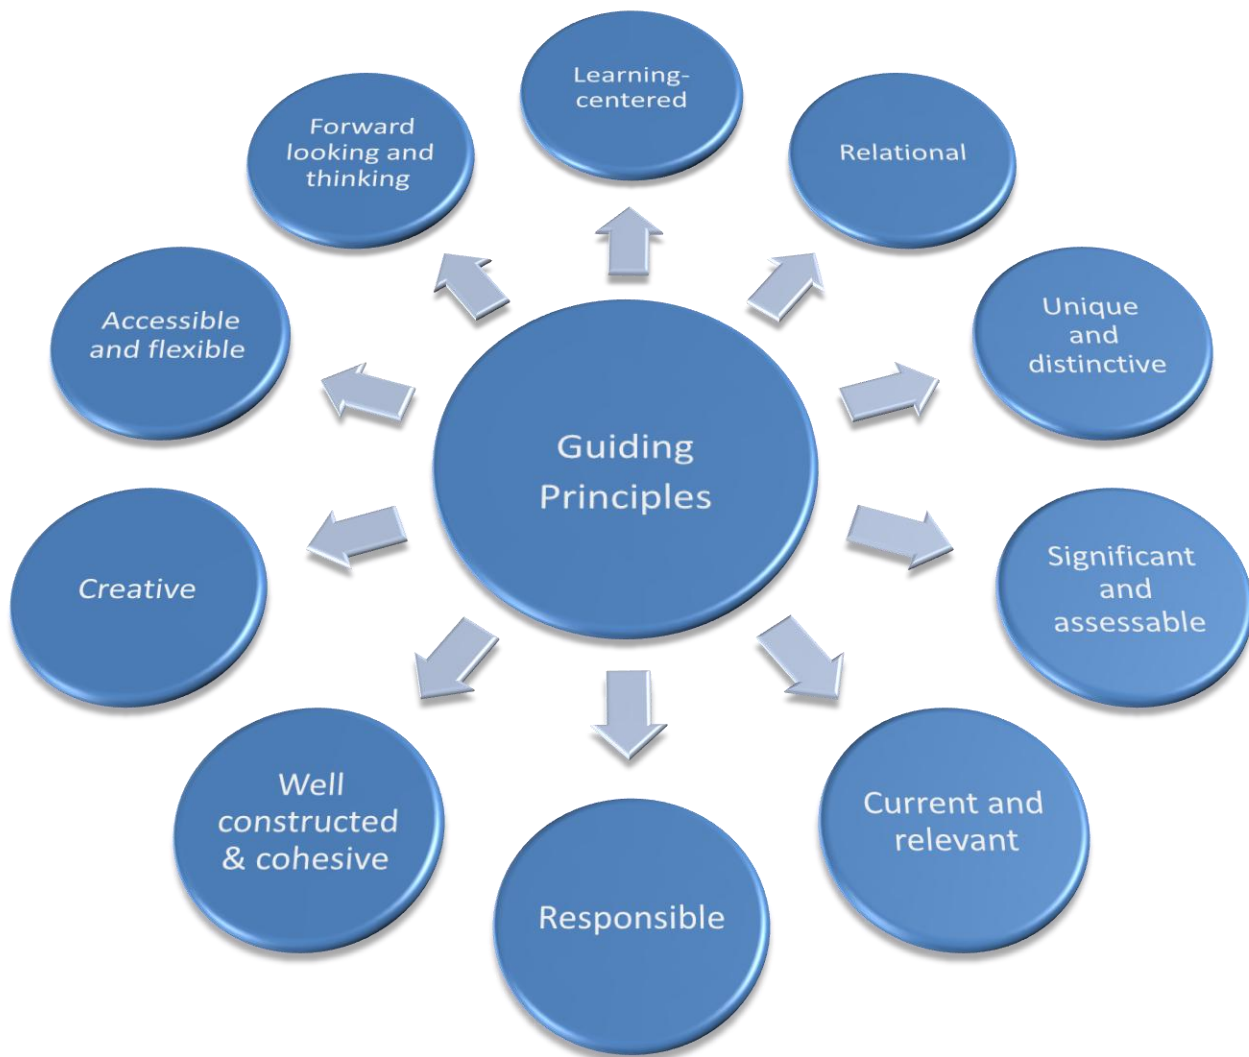 Learning-
centered
Relational
Unique
and
distinctive
Significant
and
assessable
Current and
relevant
Responsible
Well
constructed
& cohesive
Creative
Accessible
and flexible
Forward
looking and
thinking
Guiding
Principles